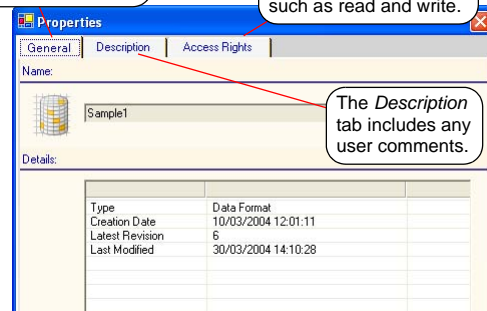 such as read and write.
Properties
General Description Access Rights
Name:
Sample1
The Description
tab includes any
user comments.
Details:
Type Data Format
Creation Date 10/03/2004 12:01:11
Latest Revision 6
Last Modified 30/03/2004 14:10:28